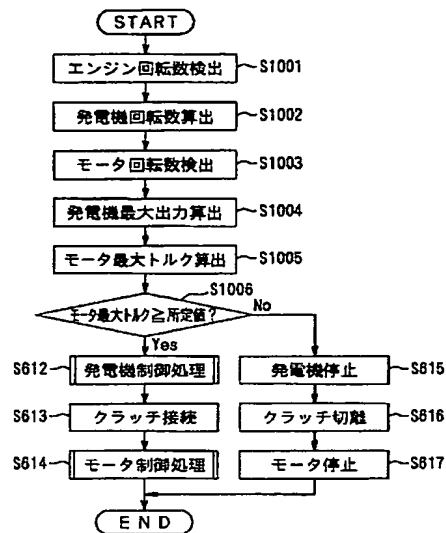 START
エンジン回転数検出 S1001
発電機回転数算出 S1002
モータ回転数検出 S1003
発電機最大出力算出 S1004
モータ最大トルク算出 S1005
S1006
モータ最大トルク≧所定値？ No
Yes
S612 発電機制御処理 発電機停止 S615
S613 クラッチ接続 クラッチ切離 S616
S614 モータ制御処理 モータ停止 S617
END